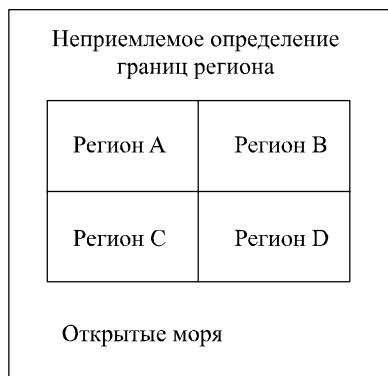 Неприемлемое определение
границ региона
Регион A
Регион B
Регион C
Регион D
Открытые моря